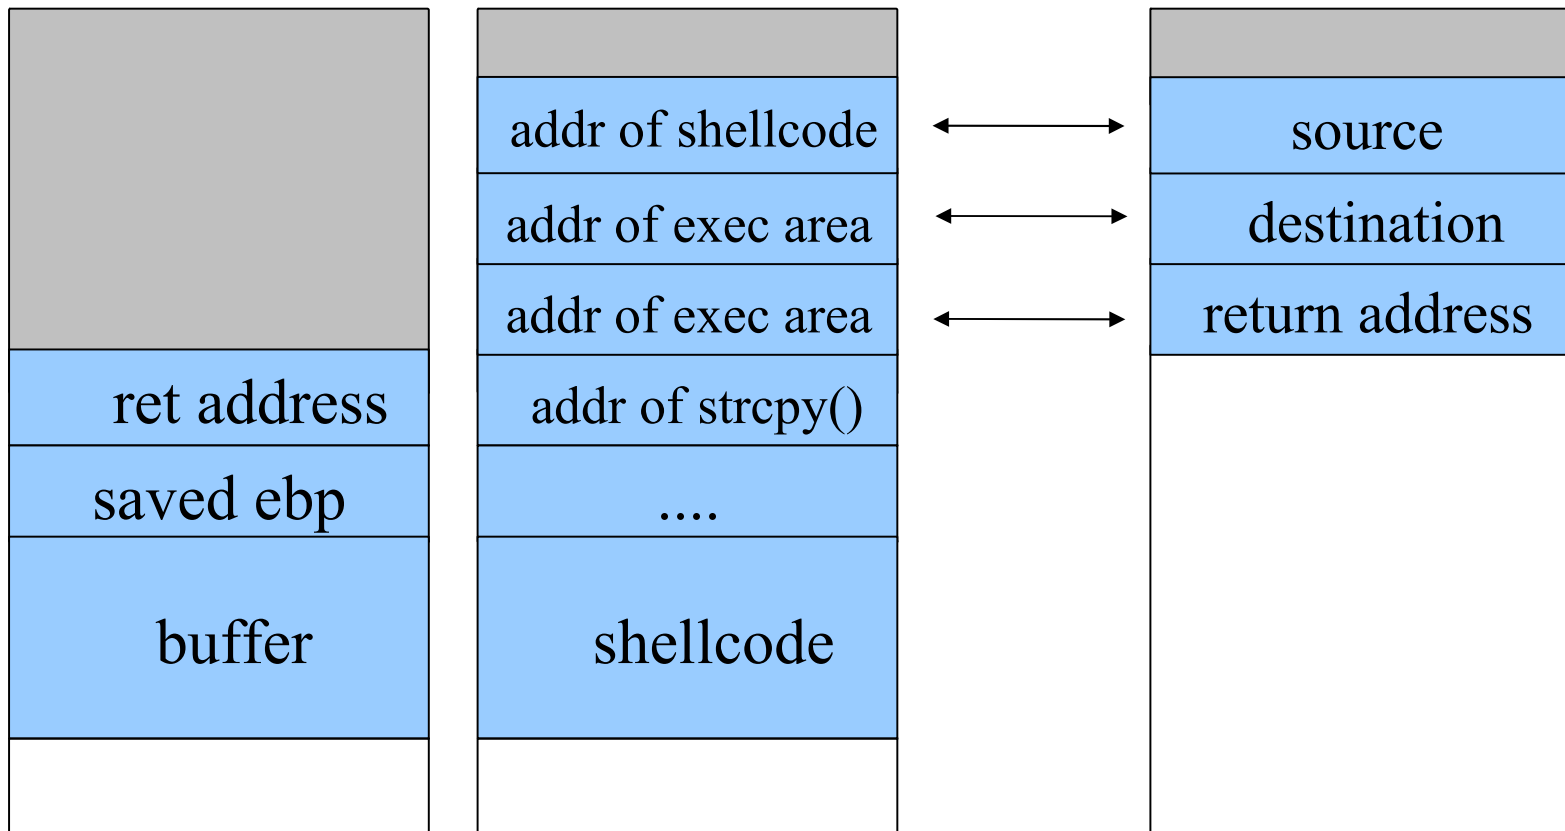 addr of shellcode
source
addr of exec area
destination
addr of exec area
return address
ret address
addr of strcpy()
saved ebp
....
buffer
shellcode